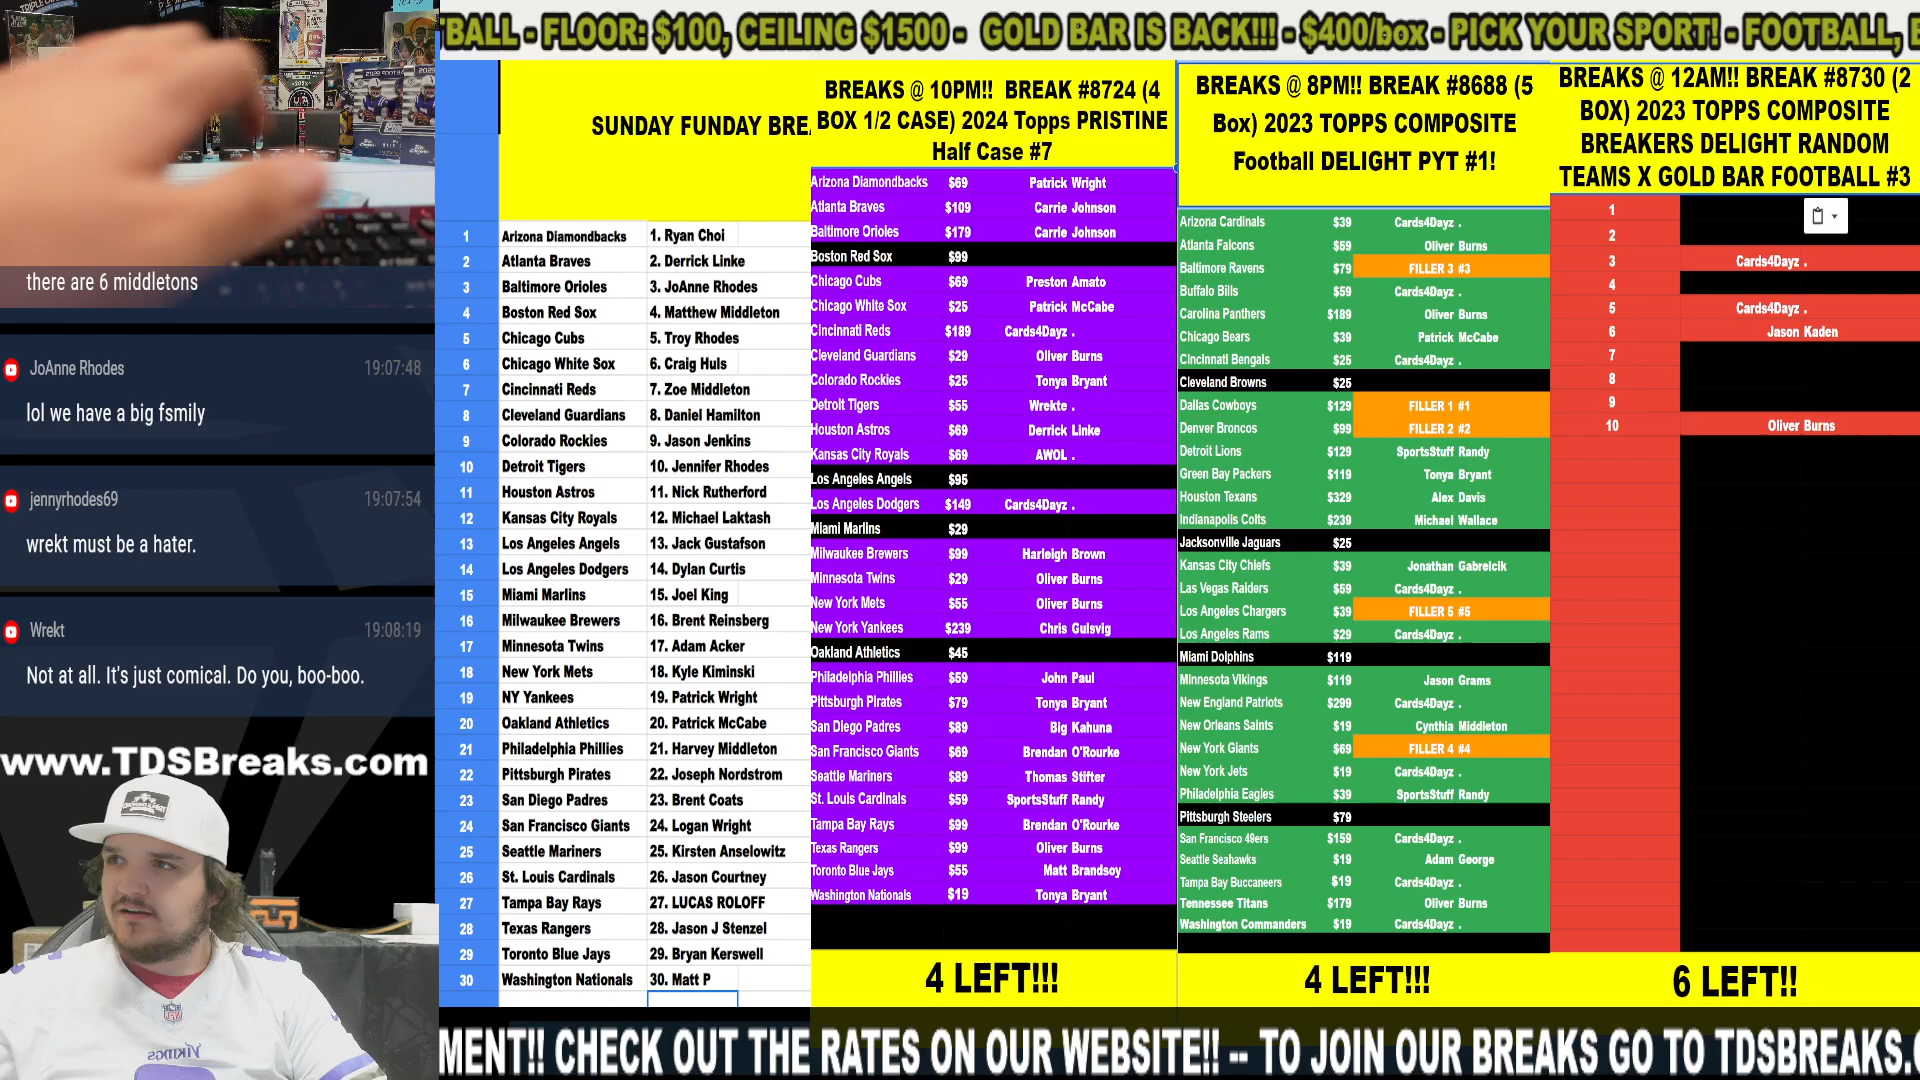 TBALL - FLOOR: $100, CEILING $1500 - GOLD BAR IS BACK!!! - $400/box - PICK YOUR SPORT! - FOOTBALL,
there are 6 middletons
JoAnne Rhodes 19:07:48
lol we have a big fsmily
jennyrhodes69 19:07:54
wrekt must be a hater.
Wrekt 19:08:19
Not at all. It's just comical. Do you, boo-boo.
www.TDSBreaks.com
VIKINGS
SUNDAY FUNDAY BRE
1 Arizona Diamondbacks 1. Ryan Choi
2 Atlanta Braves 2. Derrick Linke
3 Baltimore Orioles 3. JoAnne Rhodes
4 Boston Red Sox 4. Matthew Middleton
5 Chicago Cubs 5. Troy Rhodes
6 Chicago White Sox 6. Craig Huls
7 Cincinnati Reds 7. Zoe Middleton
8 Cleveland Guardians 8. Daniel Hamilton
9 Colorado Rockies 9. Jason Jenkins
10 Detroit Tigers 10. Jennifer Rhodes
11 Houston Astros 11. Nick Rutherford
12 Kansas City Royals 12. Michael Laktash
13 Los Angeles Angels 13. Jack Gustafson
14 Los Angeles Dodgers 14. Dylan Curtis
15 Miami Marlins 15. Joel King
16 Milwaukee Brewers 16. Brent Reinsberg
17 Minnesota Twins 17. Adam Acker
18 New York Mets 18. Kyle Kiminski
19 NY Yankees 19. Patrick Wright
20 Oakland Athletics 20. Patrick McCabe
21 Philadelphia Phillies 21. Harvey Middleton
22 Pittsburgh Pirates 22. Joseph Nordstrom
23 San Diego Padres 23. Brent Coats
24 San Francisco Giants 24. Logan Wright
25 Seattle Mariners 25. Kirsten Anselowitz
26 St. Louis Cardinals 26. Jason Courtney
27 Tampa Bay Rays 27. LUCAS ROLOFF
28 Texas Rangers 28. Jason J Stenzel
29 Toronto Blue Jays 29. Bryan Kerswell
30 Washington Nationals 30. Matt P
BREAKS @ 10PM!! BREAK #8724 (4
BOX 1/2 CASE) 2024 Topps PRISTINE
Half Case #7
Arizona Diamondbacks $69 Patrick Wright
Atlanta Braves $109 Carrie Johnson
Baltimore Orioles $179 Carrie Johnson
Boston Red Sox $99
Chicago Cubs $69 Preston Amato
Chicago White Sox $25 Patrick McCabe
Cincinnati Reds $189 Cards4Dayz .
Cleveland Guardians $29 Oliver Burns
Colorado Rockies $25 Tonya Bryant
Detroit Tigers $55 Wrekte .
Houston Astros $69 Derrick Linke
Kansas City Royals $69 AWOL .
Los Angeles Angels $95
Los Angeles Dodgers $149 Cards4Dayz .
Miami Marlins $29
Milwaukee Brewers $99 Harleigh Brown
Minnesota Twins $29 Oliver Burns
New York Mets $55 Oliver Burns
New York Yankees $239 Chris Gulsvig
Oakland Athletics $45
Philadelphia Phillies $59 John Paul
Pittsburgh Pirates $79 Tonya Bryant
San Diego Padres $89 Big Kahuna
San Francisco Giants $69 Brendan O'Rourke
Seattle Mariners $89 Thomas Stifter
St. Louis Cardinals $59 SportsStuff Randy
Tampa Bay Rays $99 Brendan O'Rourke
Texas Rangers $99 Oliver Burns
Toronto Blue Jays $55 Matt Brandsoy
Washington Nationals $19 Tonya Bryant
4 LEFT!!!
BREAKS @ 8PM!! BREAK #8688 (5
Box) 2023 TOPPS COMPOSITE
Football DELIGHT PYT #1!
Arizona Cardinals $39 Cards4Dayz .
Atlanta Falcons $59 Oliver Burns
Baltimore Ravens $79 FILLER 3 #3
Buffalo Bills $59 Cards4Dayz .
Carolina Panthers $189 Oliver Burns
Chicago Bears $39 Patrick McCabe
Cincinnati Bengals $25 Cards4Dayz .
Cleveland Browns $25
Dallas Cowboys $129 FILLER 1 #1
Denver Broncos $99 FILLER 2 #2
Detroit Lions $129 SportsStuff Randy
Green Bay Packers $119 Tonya Bryant
Houston Texans $329 Alex Davis
Indianapolis Colts $239 Michael Wallace
Jacksonville Jaguars $25
Kansas City Chiefs $39 Jonathan Gabrelcik
Las Vegas Raiders $59 Cards4Dayz .
Los Angeles Chargers $39 FILLER 5 #5
Los Angeles Rams $29 Cards4Dayz .
Miami Dolphins $119
Minnesota Vikings $119 Jason Grams
New England Patriots $299 Cards4Dayz .
New Orleans Saints $19 Cynthia Middleton
New York Giants $69 FILLER 4 #4
New York Jets $19 Cards4Dayz .
Philadelphia Eagles $39 SportsStuff Randy
Pittsburgh Steelers $79
San Francisco 49ers $159 Cards4Dayz .
Seattle Seahawks $19 Adam George
Tampa Bay Buccaneers $19 Cards4Dayz .
Tennessee Titans $179 Oliver Burns
Washington Commanders $19 Cards4Dayz .
4 LEFT!!!
BREAKS @ 12AM!! BREAK #8730 (2
BOX) 2023 TOPPS COMPOSITE
BREAKERS DELIGHT RANDOM
TEAMS X GOLD BAR FOOTBALL #3
1
2
3 Cards4Dayz .
4
5 Cards4Dayz .
6 Jason Kaden
7
8
9
10 Oliver Burns
6 LEFT!!
MENT!! CHECK OUT THE RATES ON OUR WEBSITE!! -- TO JOIN OUR BREAKS GO TO TDSBREAKS.